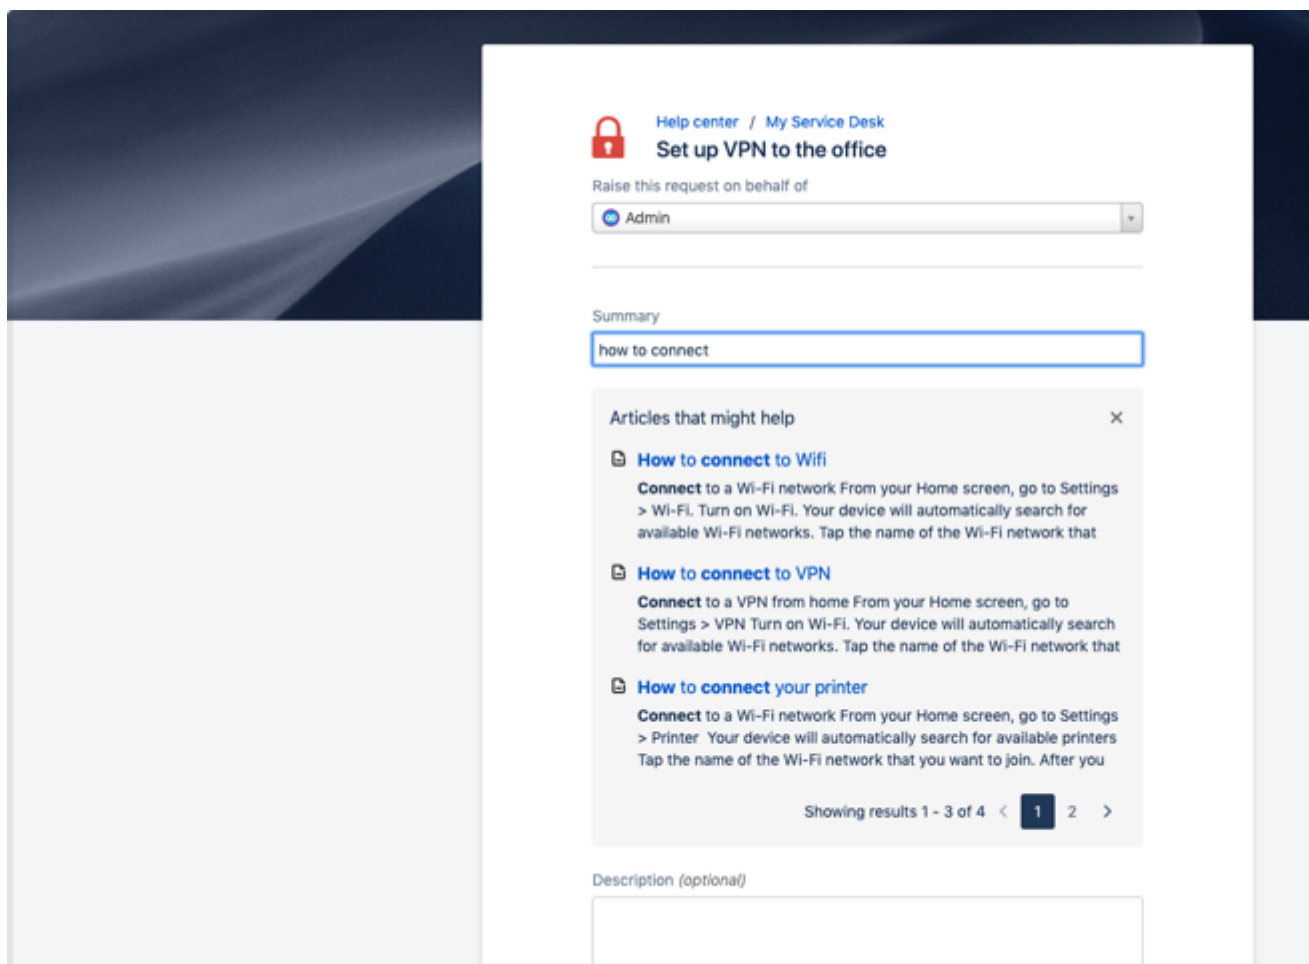 Help center / My Service Desk
Set up VPN to the office
Raise this request on behalf of
Admin
Summary
how to connect
Articles that might help
How to connect to Wifi
Connect to a Wi-Fi network From your Home screen, go to Settings
> Wi-Fi. Turn on Wi-Fi. Your device will automatically search for
available Wi-Fi networks. Tap the name of the Wi-Fi network that
How to connect to VPN
Connect to a VPN from home From your Home screen, go to
Settings > VPN Turn on Wi-Fi. Your device will automatically search
for available Wi-Fi networks. Tap the name of the Wi-Fi network that
How to connect your printer
Connect to a Wi-Fi network From your Home screen, go to Settings
> Printer Your device will automatically search for available printers
Tap the name of the Wi-Fi network that you want to join. After you
Showing results 1 - 3 of 4 < 1 2 >
Description (optional)